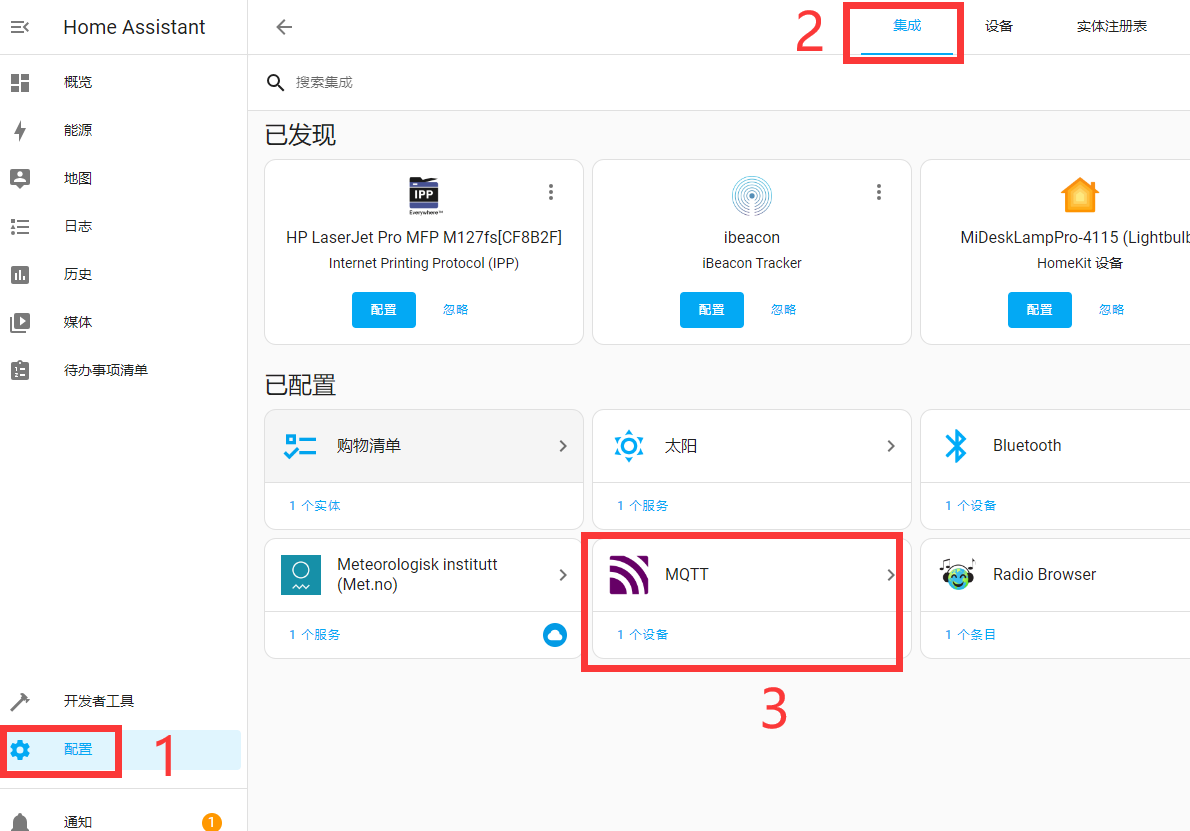 Home Assistant
概览
能源
地图
日志
历史
媒体
待办事项清单
开发者工具
配置
1
通知
1
2
集成
设备
实体注册表
搜索集成
已发现
IPP
Everywhere™
HP LaserJet Pro MFP M127fs[CF8B2F]
Internet Printing Protocol (IPP)
配置
忽略
ibeacon
iBeacon Tracker
配置
忽略
MiDeskLampPro-4115 (Lightbulb
HomeKit 设备
配置
忽略
已配置
购物清单
1 个实体
太阳
1 个服务
Bluetooth
1 个设备
Meteorologisk institutt
(Met.no)
1 个服务
MQTT
1 个设备
Radio Browser
1 个条目
3